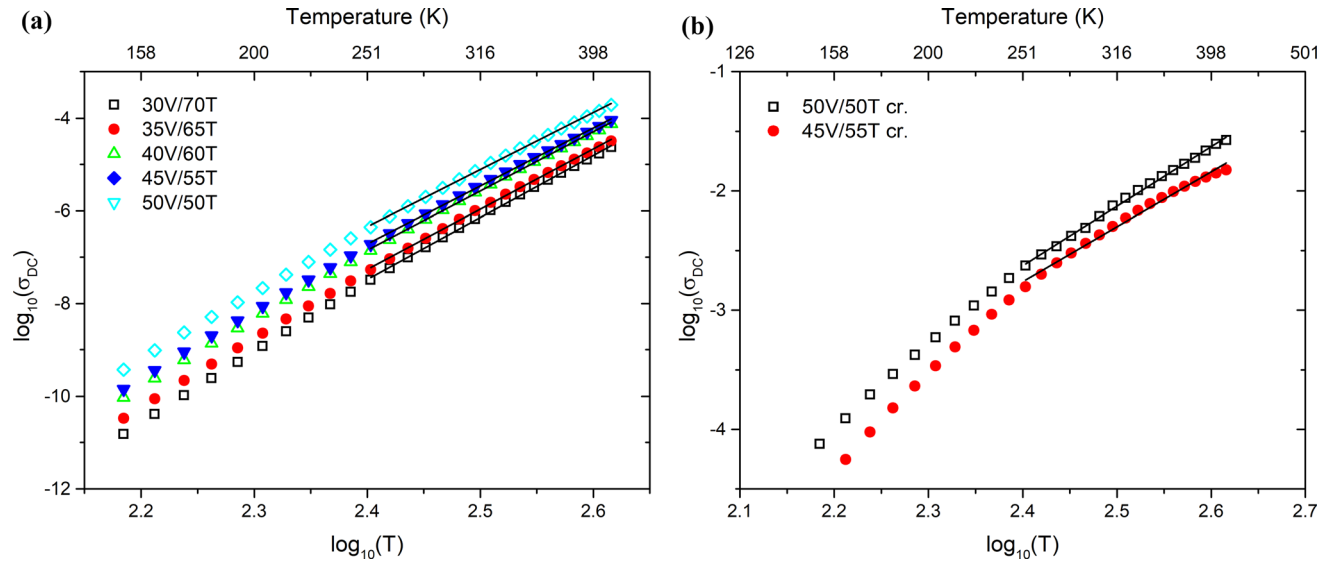 (a)
Temperature (K)
158 200 251 316 398
30V/70T
35V/65T
40V/60T
45V/55T
50V/50T
-4
-6
-8
-10
-12
log₁₀(σ_DC)
2.2 2.3 2.4 2.5 2.6
log₁₀(T)
(b)
Temperature (K)
126 158 200 251 316 398 501
50V/50T cr.
45V/55T cr.
-1
-2
-3
-4
log₁₀(σ_DC)
2.1 2.2 2.3 2.4 2.5 2.6 2.7
log₁₀(T)